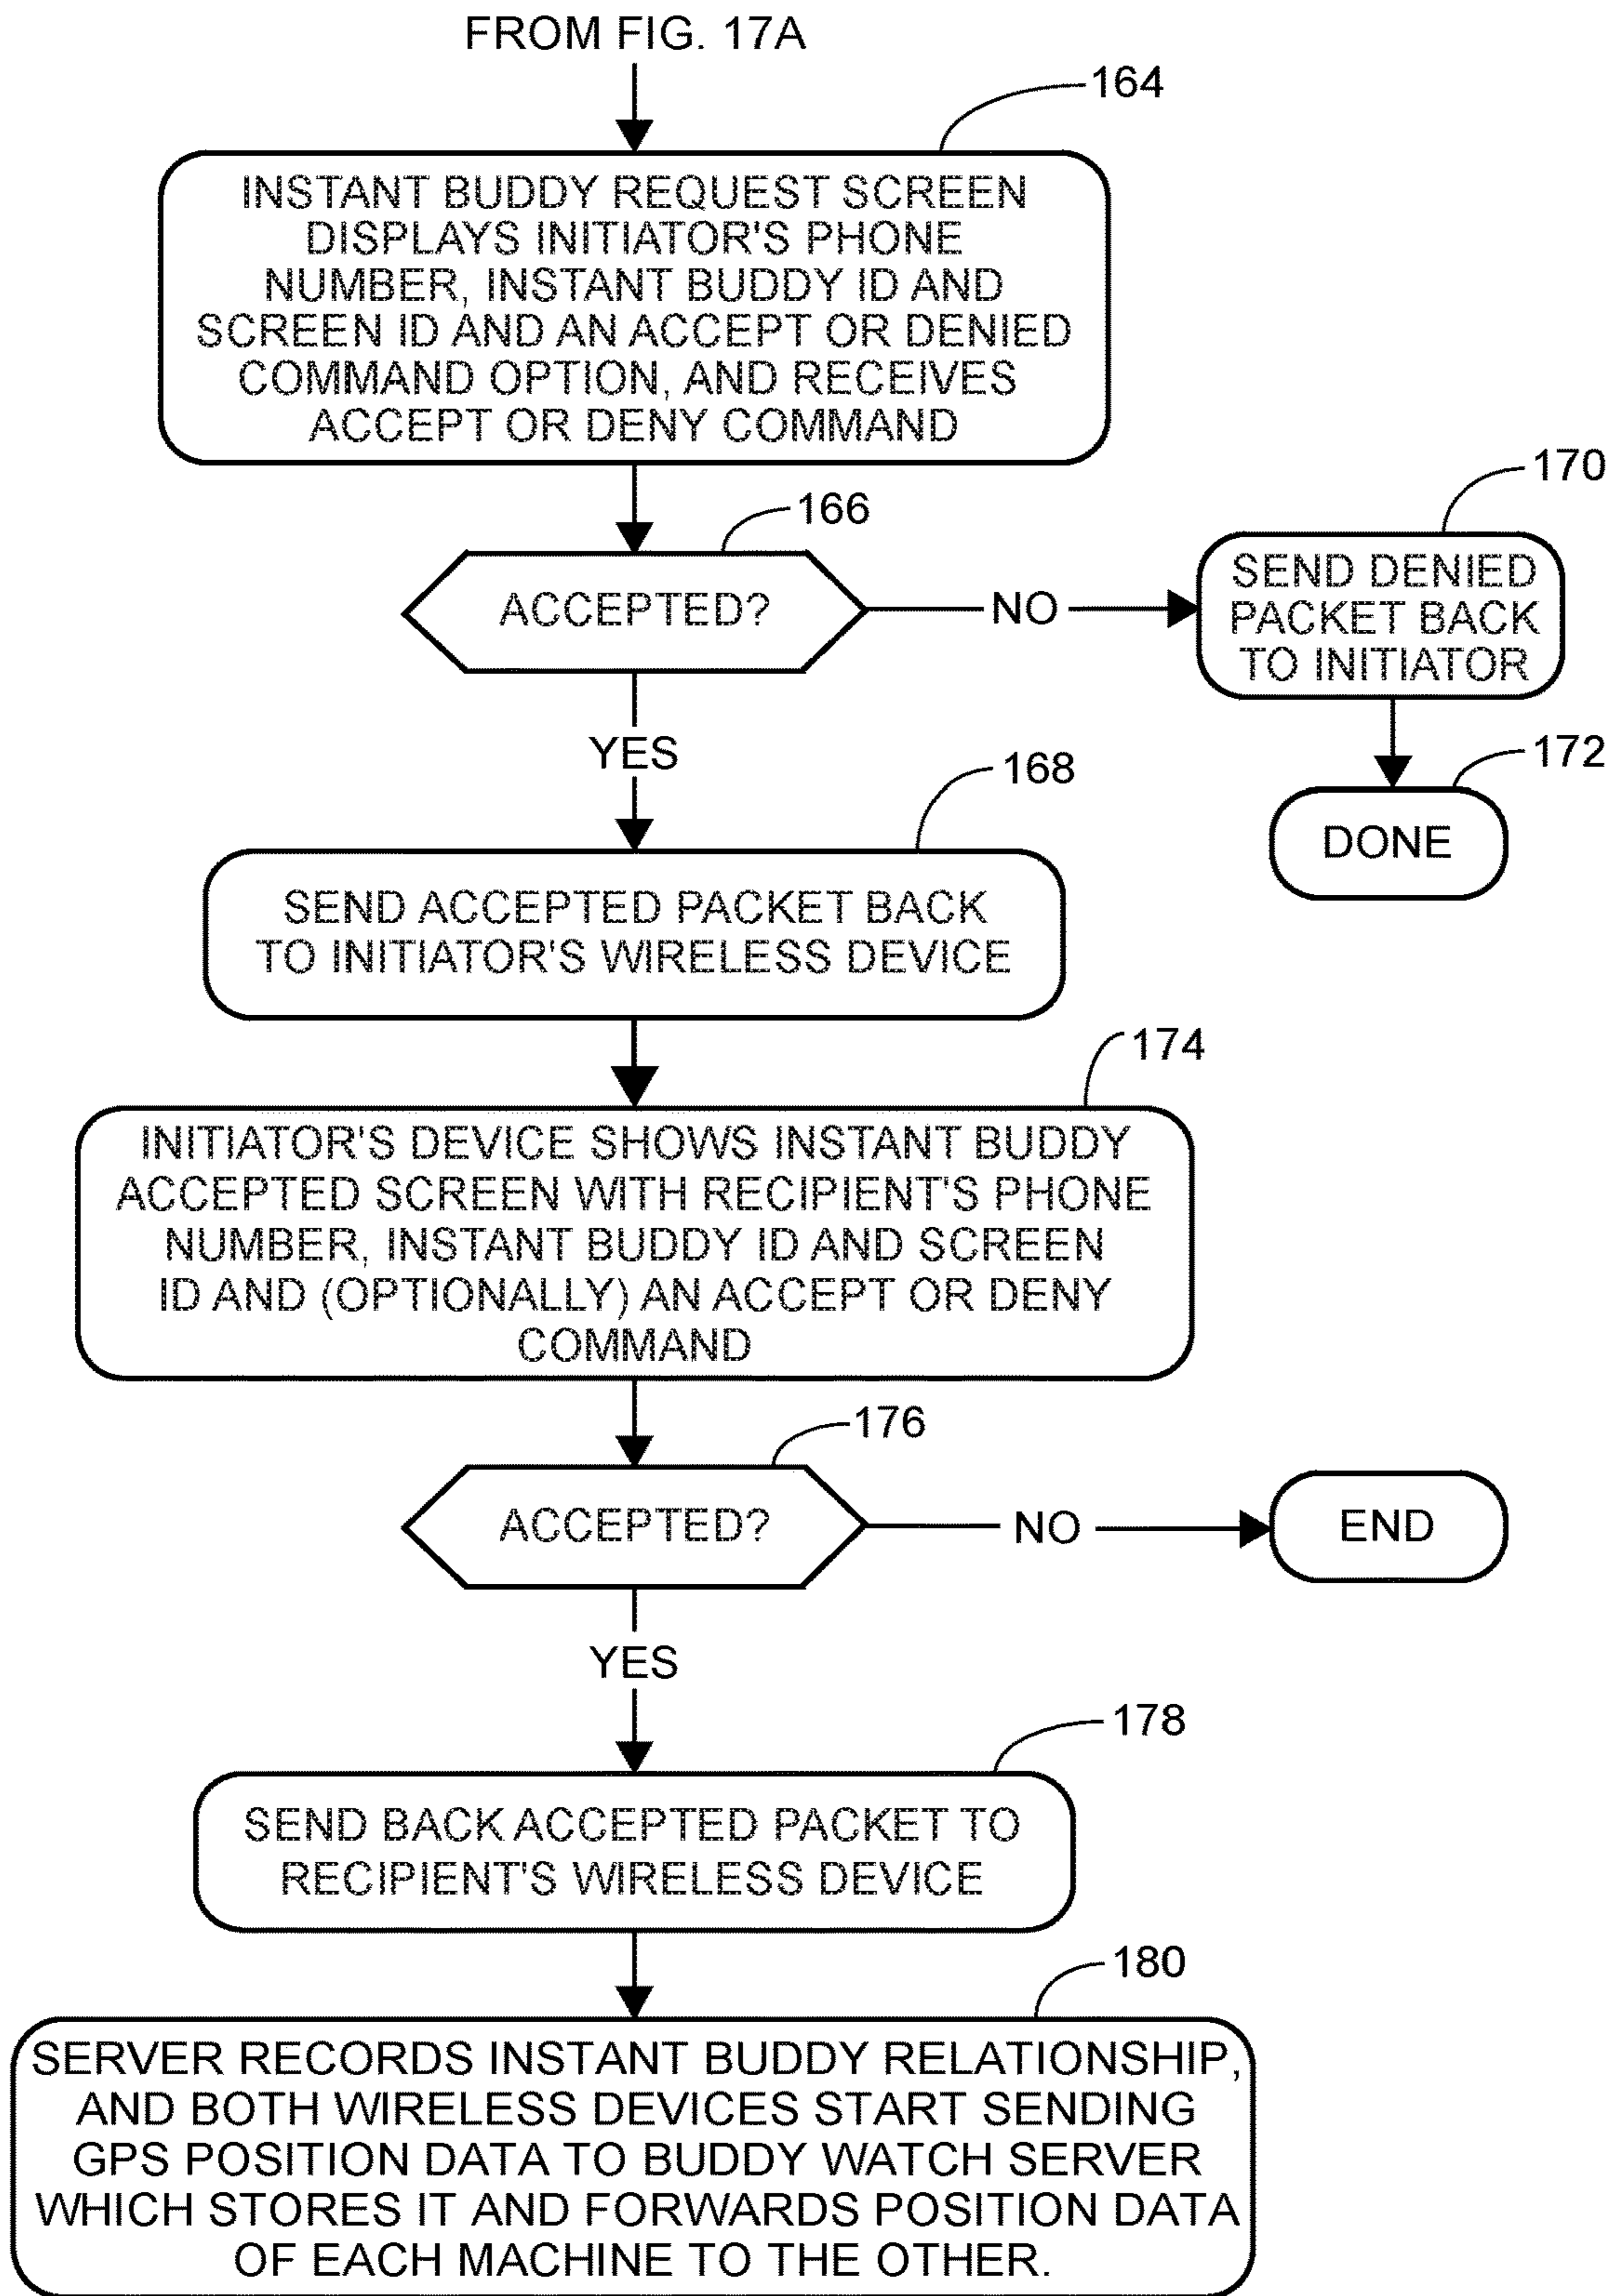 FROM FIG. 17A
164
INSTANT BUDDY REQUEST SCREEN
DISPLAYS INITIATOR'S PHONE
NUMBER, INSTANT BUDDY ID AND
SCREEN ID AND AN ACCEPT OR DENIED
COMMAND OPTION, AND RECEIVES
ACCEPT OR DENY COMMAND
166
ACCEPTED?
NO
170
SEND DENIED
PACKET BACK
TO INITIATOR
172
DONE
YES
168
SEND ACCEPTED PACKET BACK
TO INITIATOR'S WIRELESS DEVICE
174
INITIATOR'S DEVICE SHOWS INSTANT BUDDY
ACCEPTED SCREEN WITH RECIPIENT'S PHONE
NUMBER, INSTANT BUDDY ID AND SCREEN
ID AND (OPTIONALLY) AN ACCEPT OR DENY
COMMAND
176
ACCEPTED?
NO
END
YES
178
SEND BACK ACCEPTED PACKET TO
RECIPIENT'S WIRELESS DEVICE
180
SERVER RECORDS INSTANT BUDDY RELATIONSHIP,
AND BOTH WIRELESS DEVICES START SENDING
GPS POSITION DATA TO BUDDY WATCH SERVER
WHICH STORES IT AND FORWARDS POSITION DATA
OF EACH MACHINE TO THE OTHER.